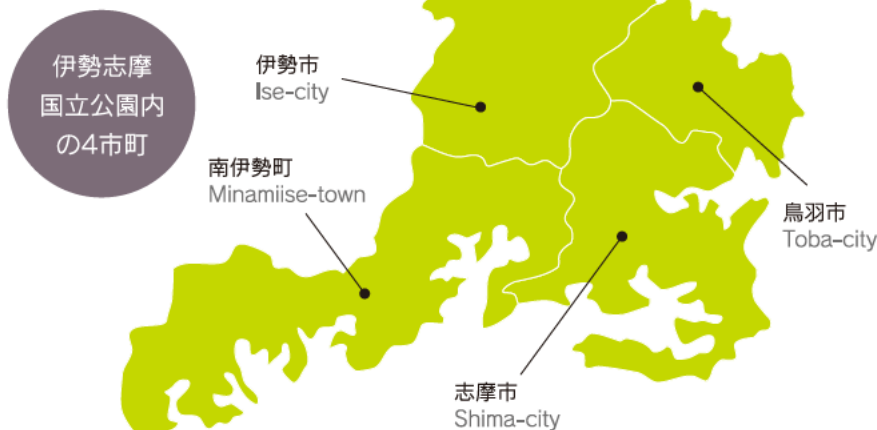 伊勢志摩
国立公園内
の4市町
伊勢市
Ise-city
南伊勢町
Minamiise-town
鳥羽市
Toba-city
志摩市
Shima-city